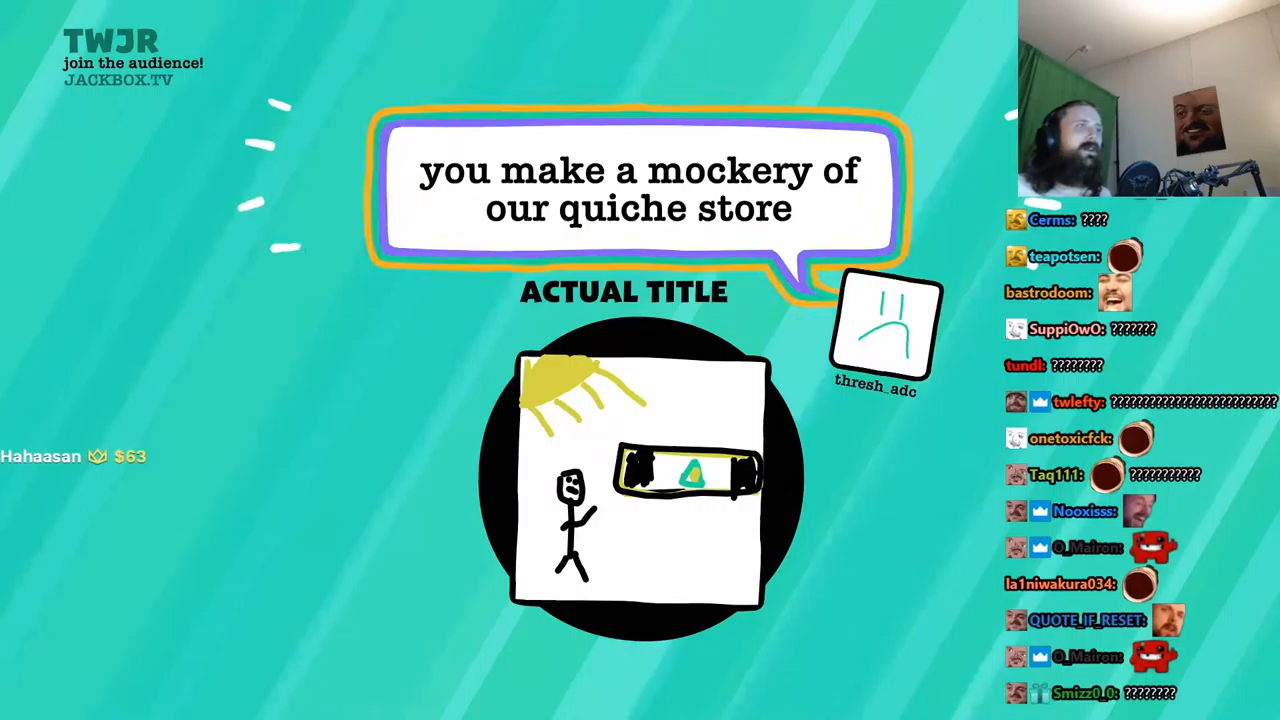 TWJR
join the audience!
JACKBOX.TV
you make a mockery of
our quiche store
ACTUAL TITLE
thresh_adc
Hahaasan $63
Cerms: ????
teapotsen:
bastrodoom:
SuppiOwO: ???????
tundl: ????????
twlefty: ?????????????????????????
onetoxicfck:
Taq111: ???????????
Nooxisss:
O_Mairon:
la1niwakura034:
QUOTE_IF_RESET:
O_Mairon:
Smizz0_0: ????????